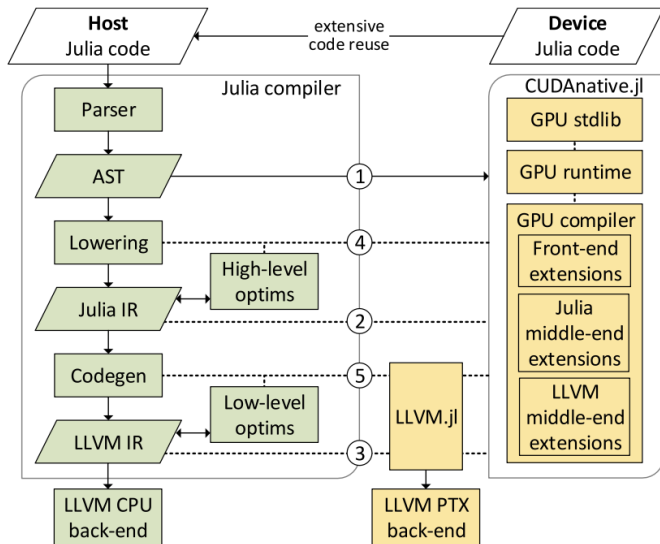 Host
Julia code
extensive
code reuse
Device
Julia code
Julia compiler
CUDAnative.jl
Parser
GPU stdlib
AST
1
GPU runtime
Lowering
4
GPU compiler
Front-end
extensions
High-level
optims
Julia IR
2
Julia
middle-end
extensions
Codegen
5
Low-level
optims
LLVM.jl
LLVM
middle-end
extensions
LLVM IR
3
LLVM CPU
back-end
LLVM PTX
back-end